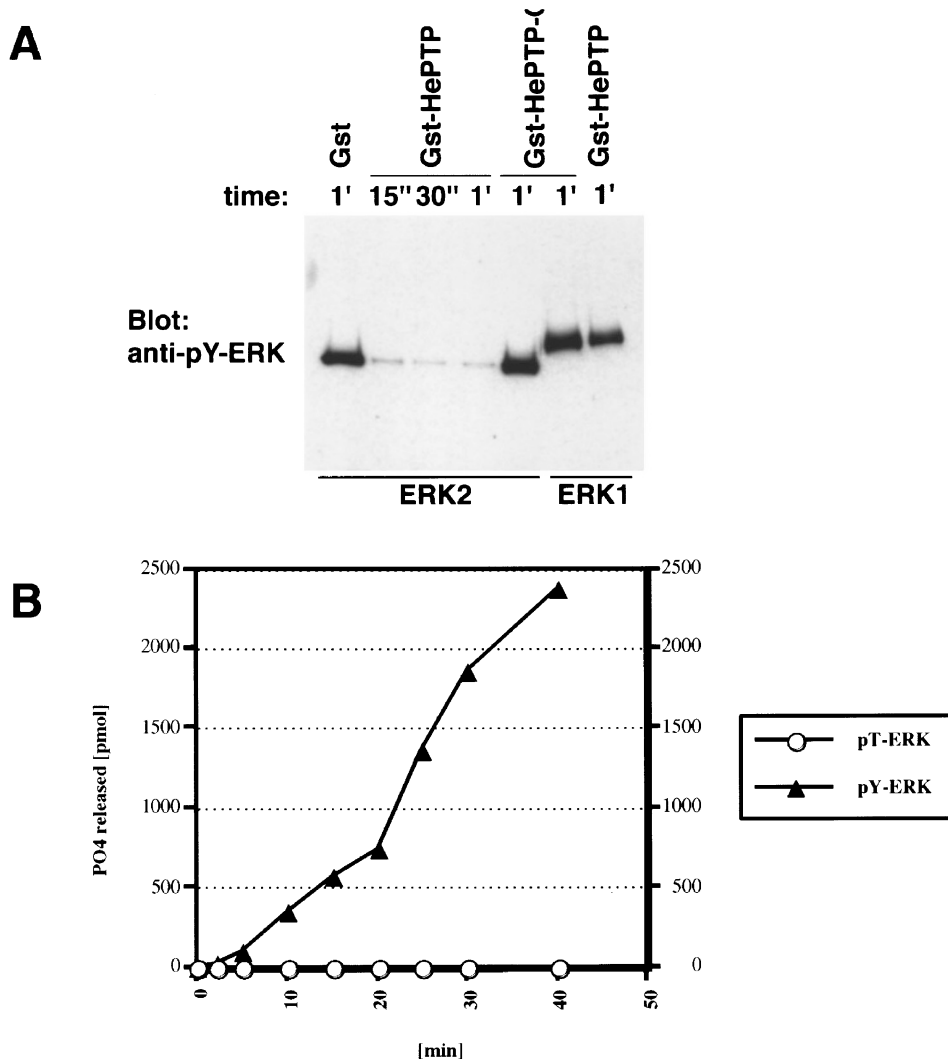 A
Gst
Gst-HePTP
Gst-HePTP-(
Gst-HePTP
time: 1' 15" 30" 1' 1' 1' 1'
Blot:
anti-pY-ERK
ERK2 ERK1
B
2500 2500
2000 2000
1500 1500
1000 1000
500 500
0 0
PO4 released [pmol]
0 10 20 30 40 50
[min]
pT-ERK
pY-ERK